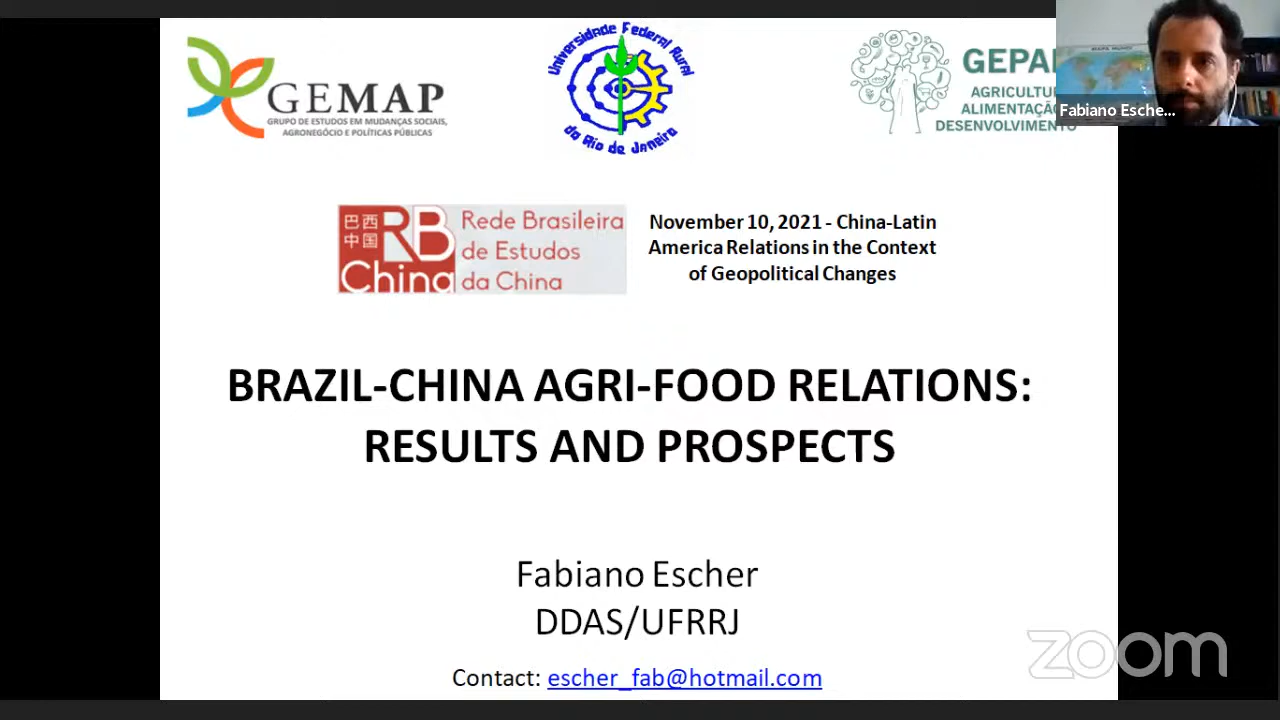 GEMAP
GRUPO DE ESTUDOS EM MUDANÇAS SOCIAIS,
AGRONEGÓCIO E POLÍTICAS PÚBLICAS
Universidade Federal Rural
do Rio de Janeiro
GEPA
AGRICULTU
ALIMENTAÇÃO
DESENVOLVIMENTO
Fabiano Esche...
巴西
中国
RB
China
Rede Brasileira
de Estudos
da China
November 10, 2021 - China-Latin
America Relations in the Context
of Geopolitical Changes
BRAZIL-CHINA AGRI-FOOD RELATIONS:
RESULTS AND PROSPECTS
Fabiano Escher
DDAS/UFRRJ
Contact: escher_fab@hotmail.com
zoom